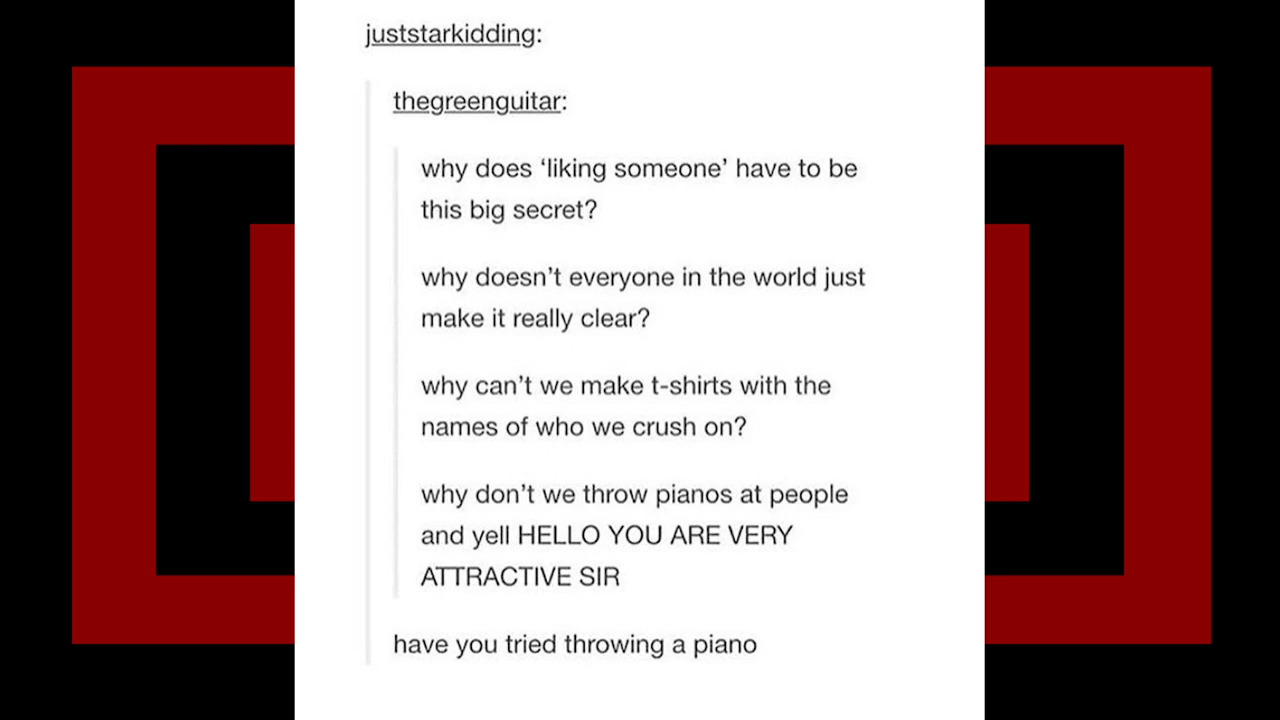 juststarkidding:
thegreenguitar:
why does ‘liking someone’ have to be
this big secret?
why doesn’t everyone in the world just
make it really clear?
why can’t we make t-shirts with the
names of who we crush on?
why don’t we throw pianos at people
and yell HELLO YOU ARE VERY
ATTRACTIVE SIR
have you tried throwing a piano